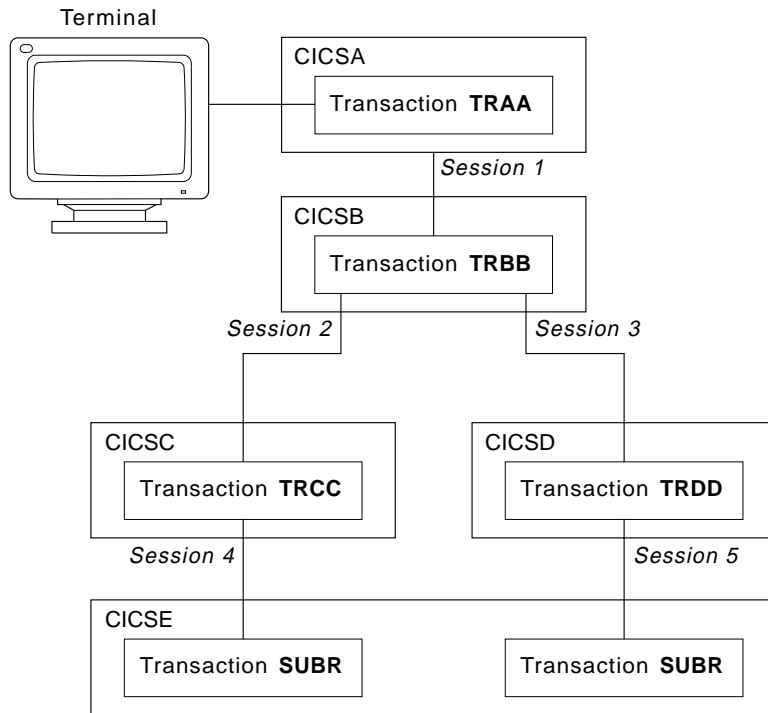 Terminal
CICSA
Transaction TRAA
Session 1
CICSB
Transaction TRBB
Session 2
Session 3
CICSC
CICSD
Transaction TRCC
Transaction TRDD
Session 4
Session 5
CICSE
Transaction SUBR
Transaction SUBR